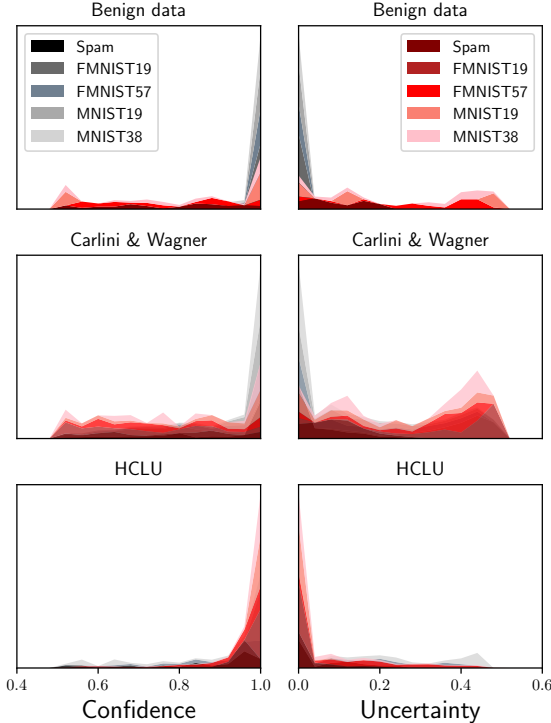 Benign data
Benign data
Spam
FMNIST19
FMNIST57
MNIST19
MNIST38
Spam
FMNIST19
FMNIST57
MNIST19
MNIST38
Carlini & Wagner
Carlini & Wagner
HCLU
HCLU
0.4
0.6
0.8
1.0
0.0
0.2
0.4
0.6
Confidence
Uncertainty